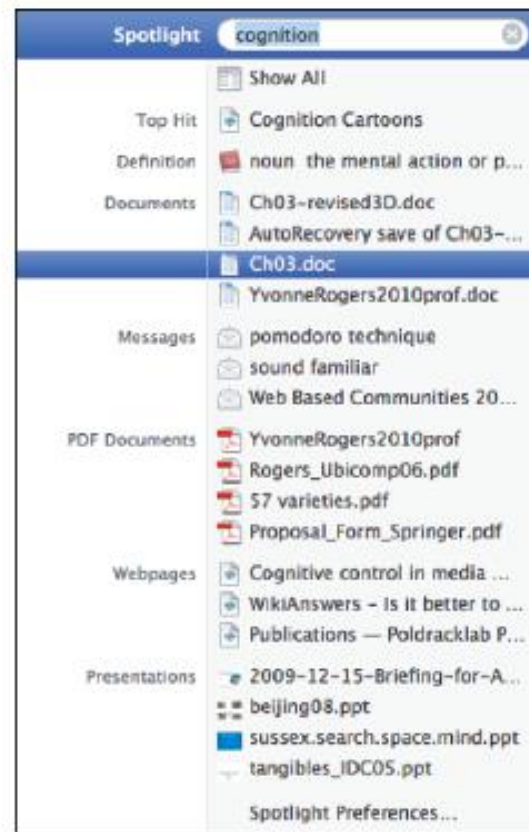 Spotlight cognition
Show All
Top Hit Cognition Cartoons
Definition noun the mental action or p...
Documents Ch03-revised3D.doc
AutoRecovery save of Ch03-...
Ch03.doc
YvonneRogers2010prof.doc
Messages pomodoro technique
sound familiar
Web Based Communities 20...
PDF Documents YvonneRogers2010prof
Rogers_Ubicomp06.pdf
57 varieties.pdf
Proposal_Form_Springer.pdf
Webpages Cognitive control in media ...
WikiAnswers - Is it better to ...
Publications — Poldracklab P...
Presentations 2009-12-15-Briefing-for-A...
beijing08.ppt
sussex.search.space.mind.ppt
tangibles_IDC05.ppt
Spotlight Preferences...